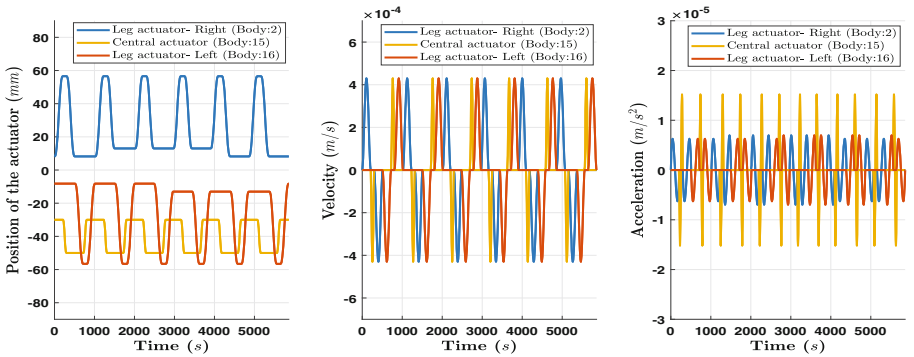 Leg actuator- Right (Body:2)
Central actuator (Body:15)
Leg actuator- Left (Body:16)
80
60
40
20
0
-20
-40
-60
-80
0 1000 2000 3000 4000 5000
Position of the actuator (mm)
Time (s)
×10⁻⁴
Leg actuator- Right (Body:2)
Central actuator (Body:15)
Leg actuator- Left (Body:16)
6
4
2
0
-2
-4
-6
0 1000 2000 3000 4000 5000
Velocity (m/s)
Time (s)
×10⁻⁵
Leg actuator- Right (Body:2)
Central actuator (Body:15)
Leg actuator- Left (Body:16)
3
2
1
0
-1
-2
-3
0 1000 2000 3000 4000 5000
Acceleration (m/s²)
Time (s)